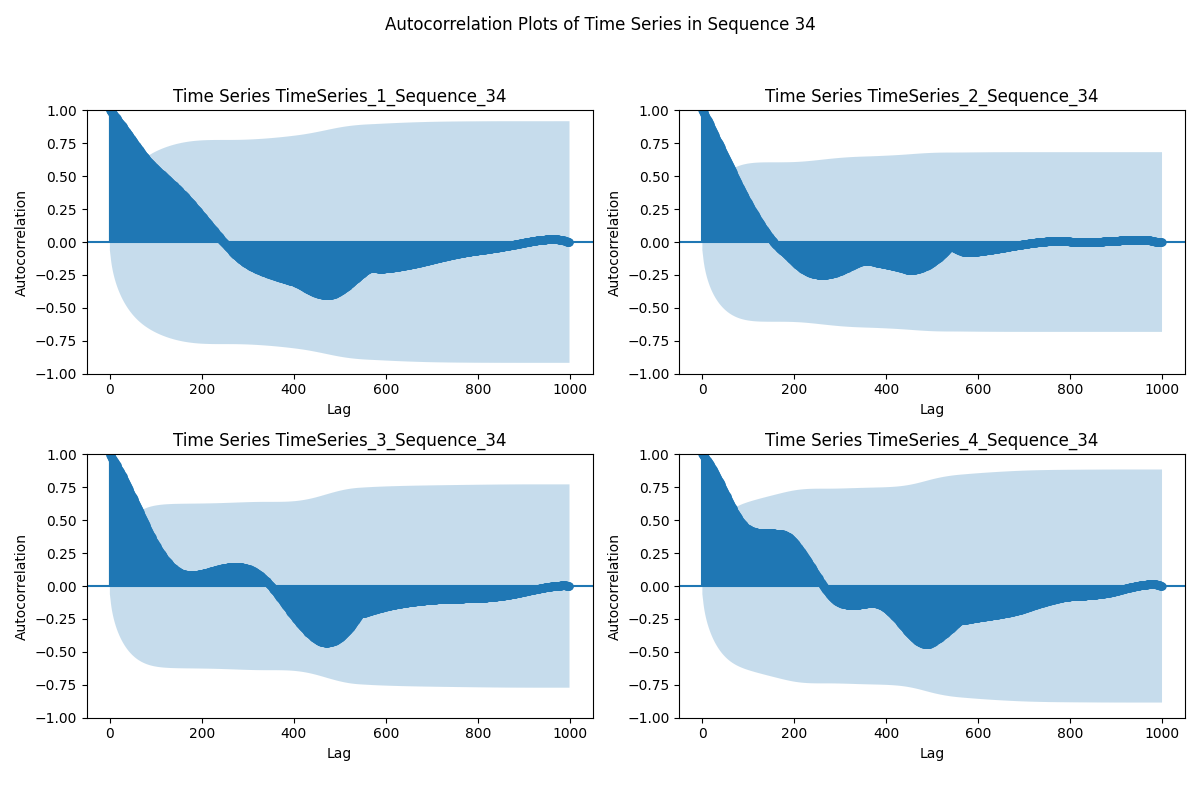 Autocorrelation Plots of Time Series in Sequence 34
Time Series TimeSeries_1_Sequence_34
1.00
0.75
0.50
0.25
0.00
−0.25
−0.50
−0.75
−1.00
Autocorrelation
0 200 400 600 800 1000
Lag
Time Series TimeSeries_2_Sequence_34
1.00
0.75
0.50
0.25
0.00
−0.25
−0.50
−0.75
−1.00
Autocorrelation
0 200 400 600 800 1000
Lag
Time Series TimeSeries_3_Sequence_34
1.00
0.75
0.50
0.25
0.00
−0.25
−0.50
−0.75
−1.00
Autocorrelation
0 200 400 600 800 1000
Lag
Time Series TimeSeries_4_Sequence_34
1.00
0.75
0.50
0.25
0.00
−0.25
−0.50
−0.75
−1.00
Autocorrelation
0 200 400 600 800 1000
Lag